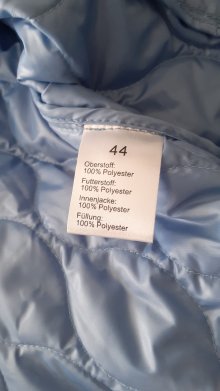 44
Oberstoff:
100% Polyester
Futterstoff:
100% Polyester
Innenjacke:
100% Polyester
Füllung:
100% Polyester